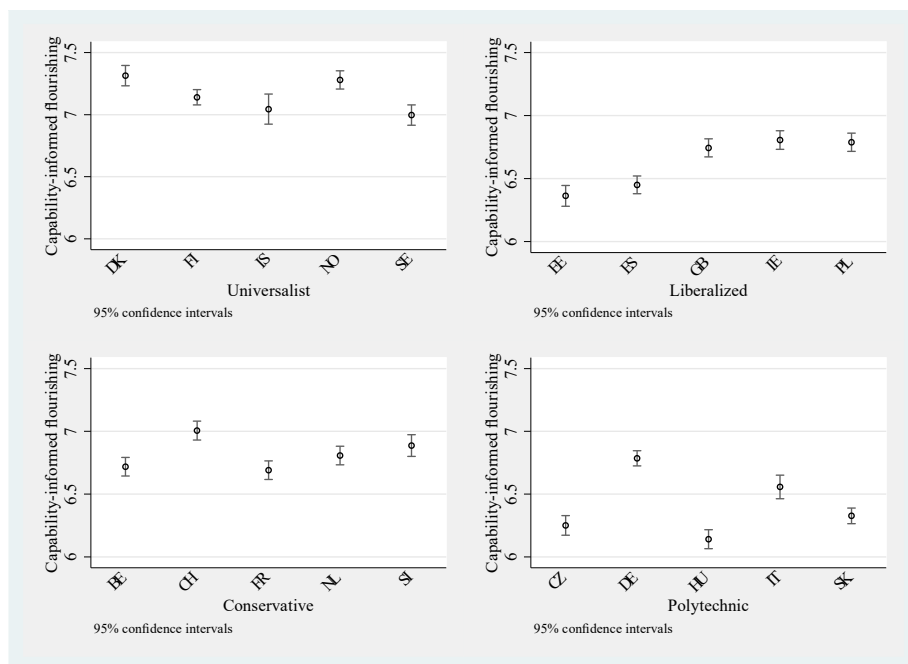 Capability-informed flourishing
7.5
7
6.5
6
DK FI IS NO SE
Universalist
95% confidence intervals
Capability-informed flourishing
7.5
7
6.5
6
EE ES GB IE PL
Liberalized
95% confidence intervals
Capability-informed flourishing
7.5
7
6.5
6
BE CH FR NL SI
Conservative
95% confidence intervals
Capability-informed flourishing
7.5
7
6.5
6
CZ DE HU IT SK
Polytechnic
95% confidence intervals